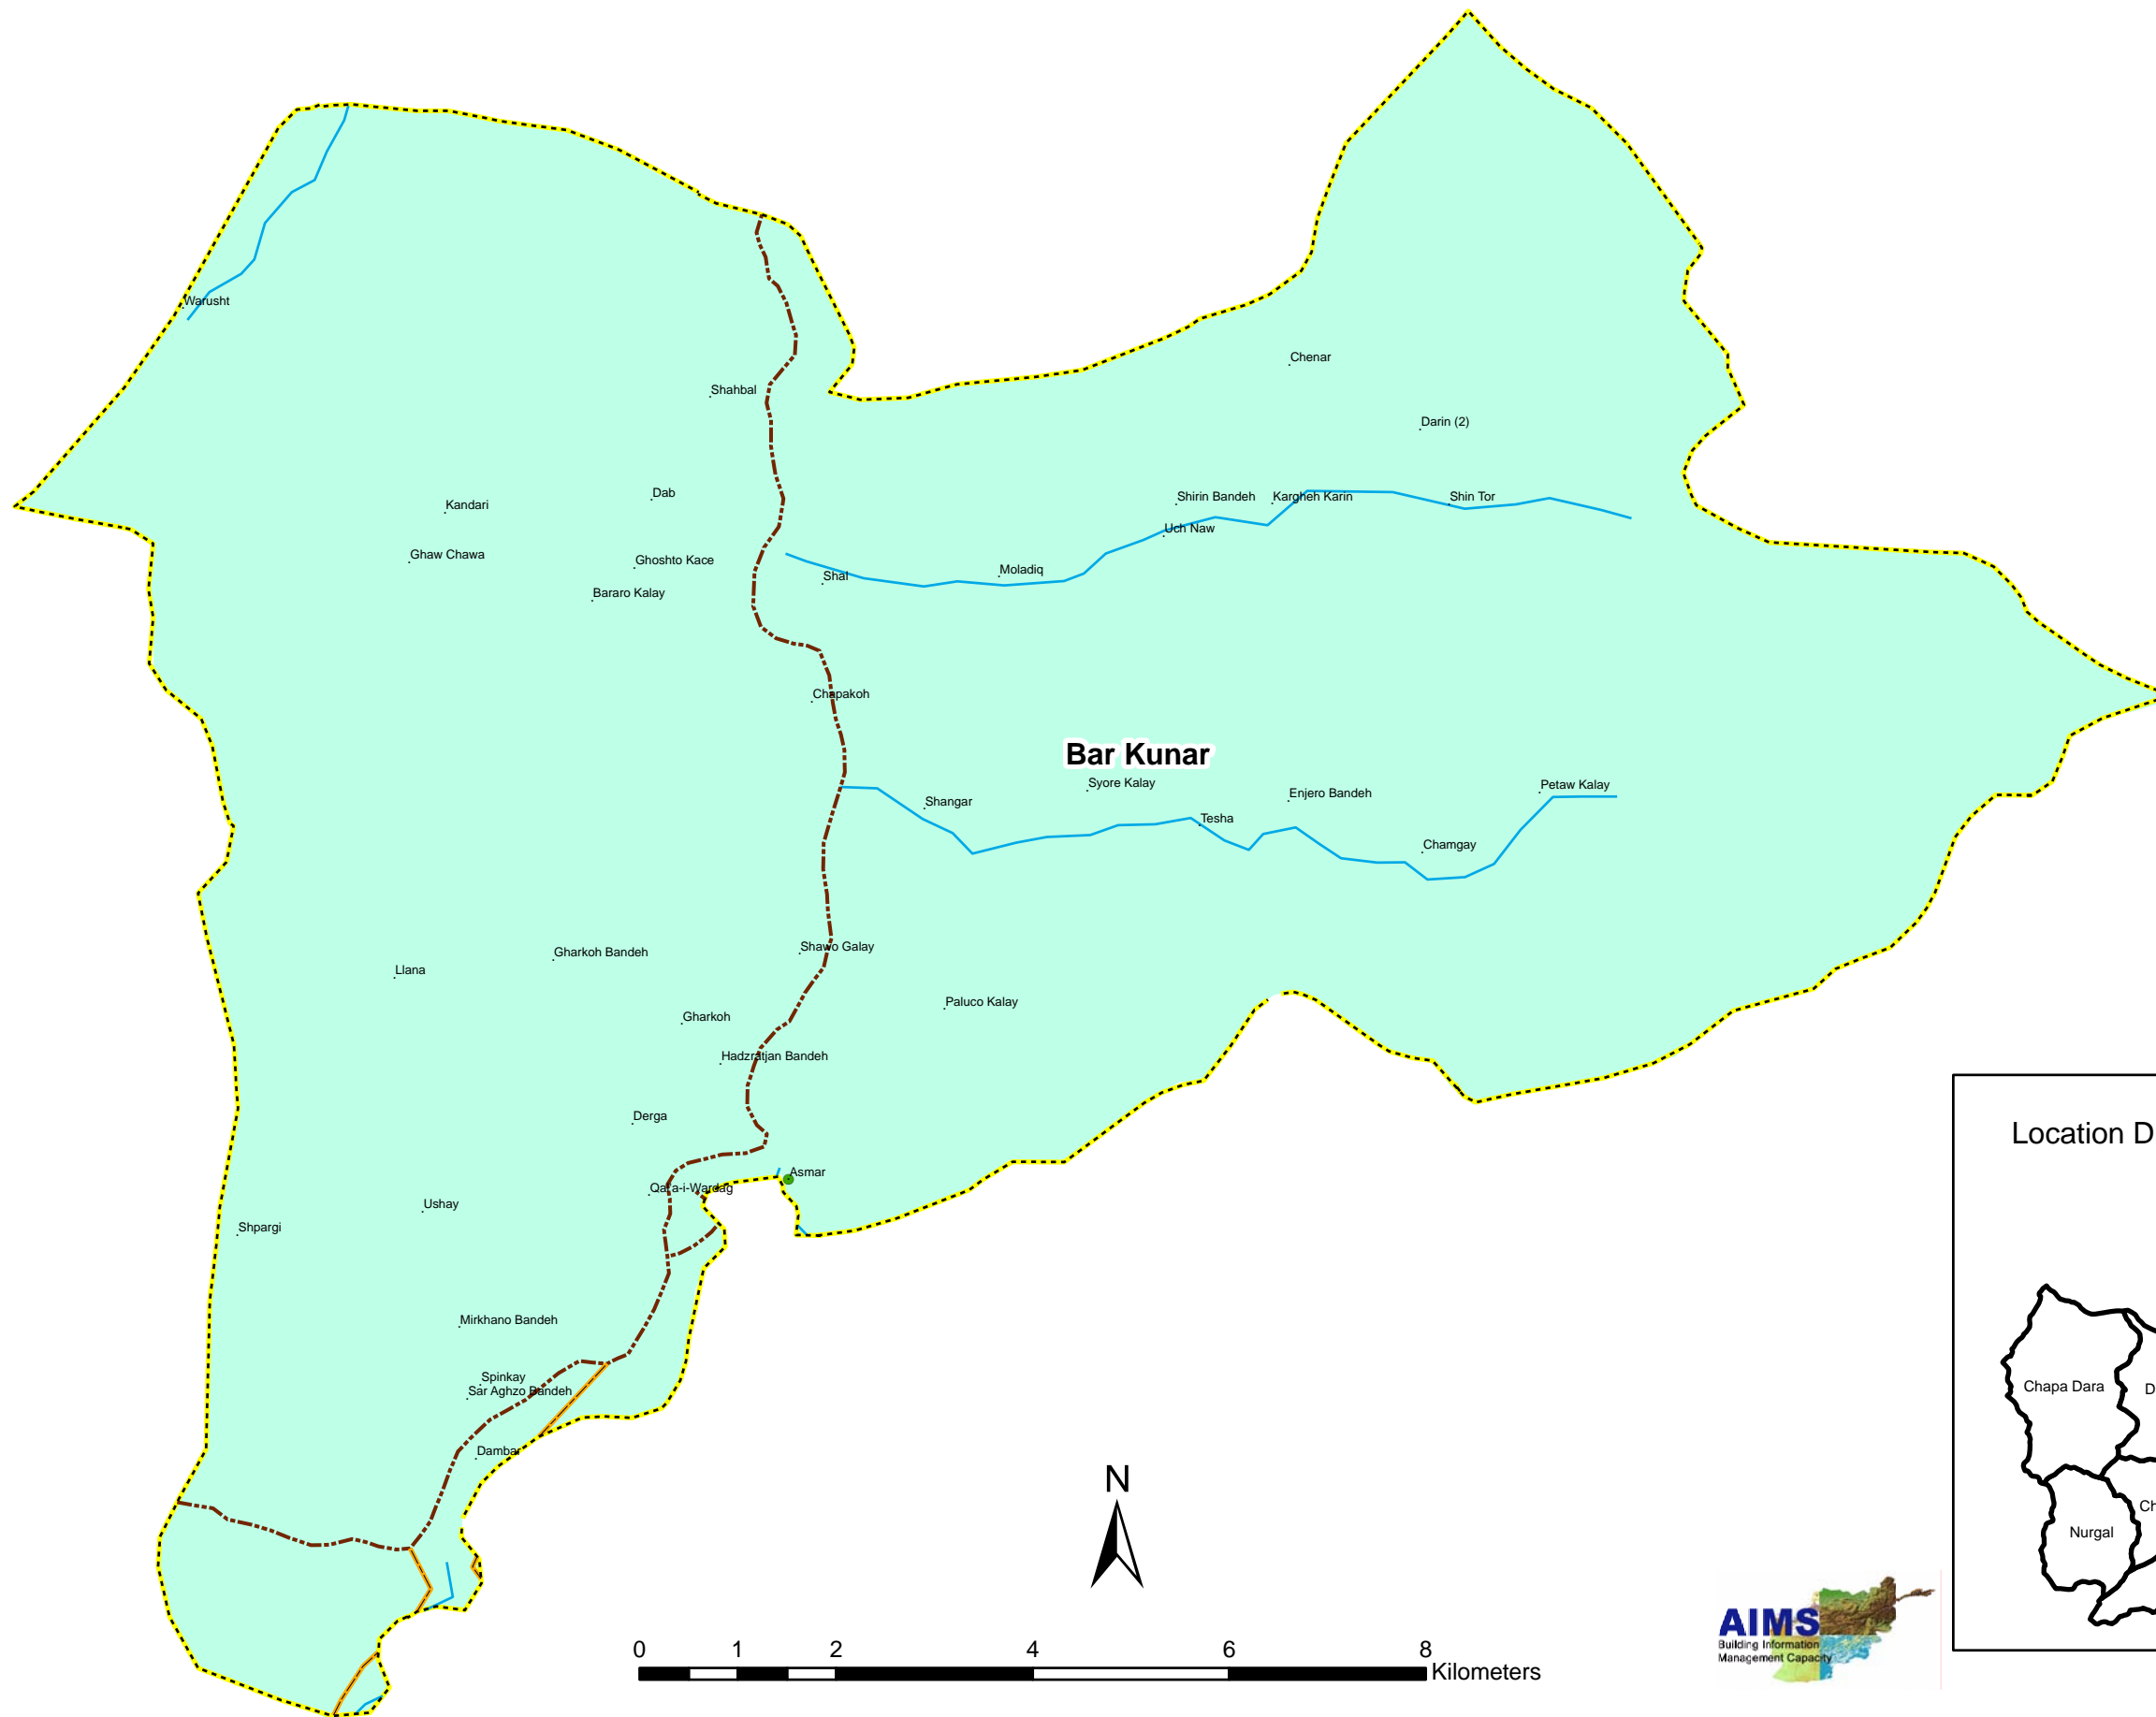 Warusht
Chenar
Shahbal
Darin (2)
Dab
Kandari
Shirin Bandeh
Kargheh Karin
Shin Tor
Uch Naw
Ghaw Chawa
Ghoshto Kace
Moladiq
Shal
Bararo Kalay
Chapakoh
Bar Kunar
Syore Kalay
Petaw Kalay
Enjero Bandeh
Shangar
Tesha
Chamgay
Shawo Galay
Gharkoh Bandeh
Llana
Paluco Kalay
Gharkoh
Hadzratjan Bandeh
Derga
Location D
Asmar
Qala-i-Wardag
Ushay
Shpargi
Mirkhano Bandeh
Spinkay
Sar Aghzo Bandeh
Chapa Dara
D
Dambar
N
Ch
Nurgal
0 1 2 4 6 8
Kilometers
AIMS
Building Information
Management Capacity